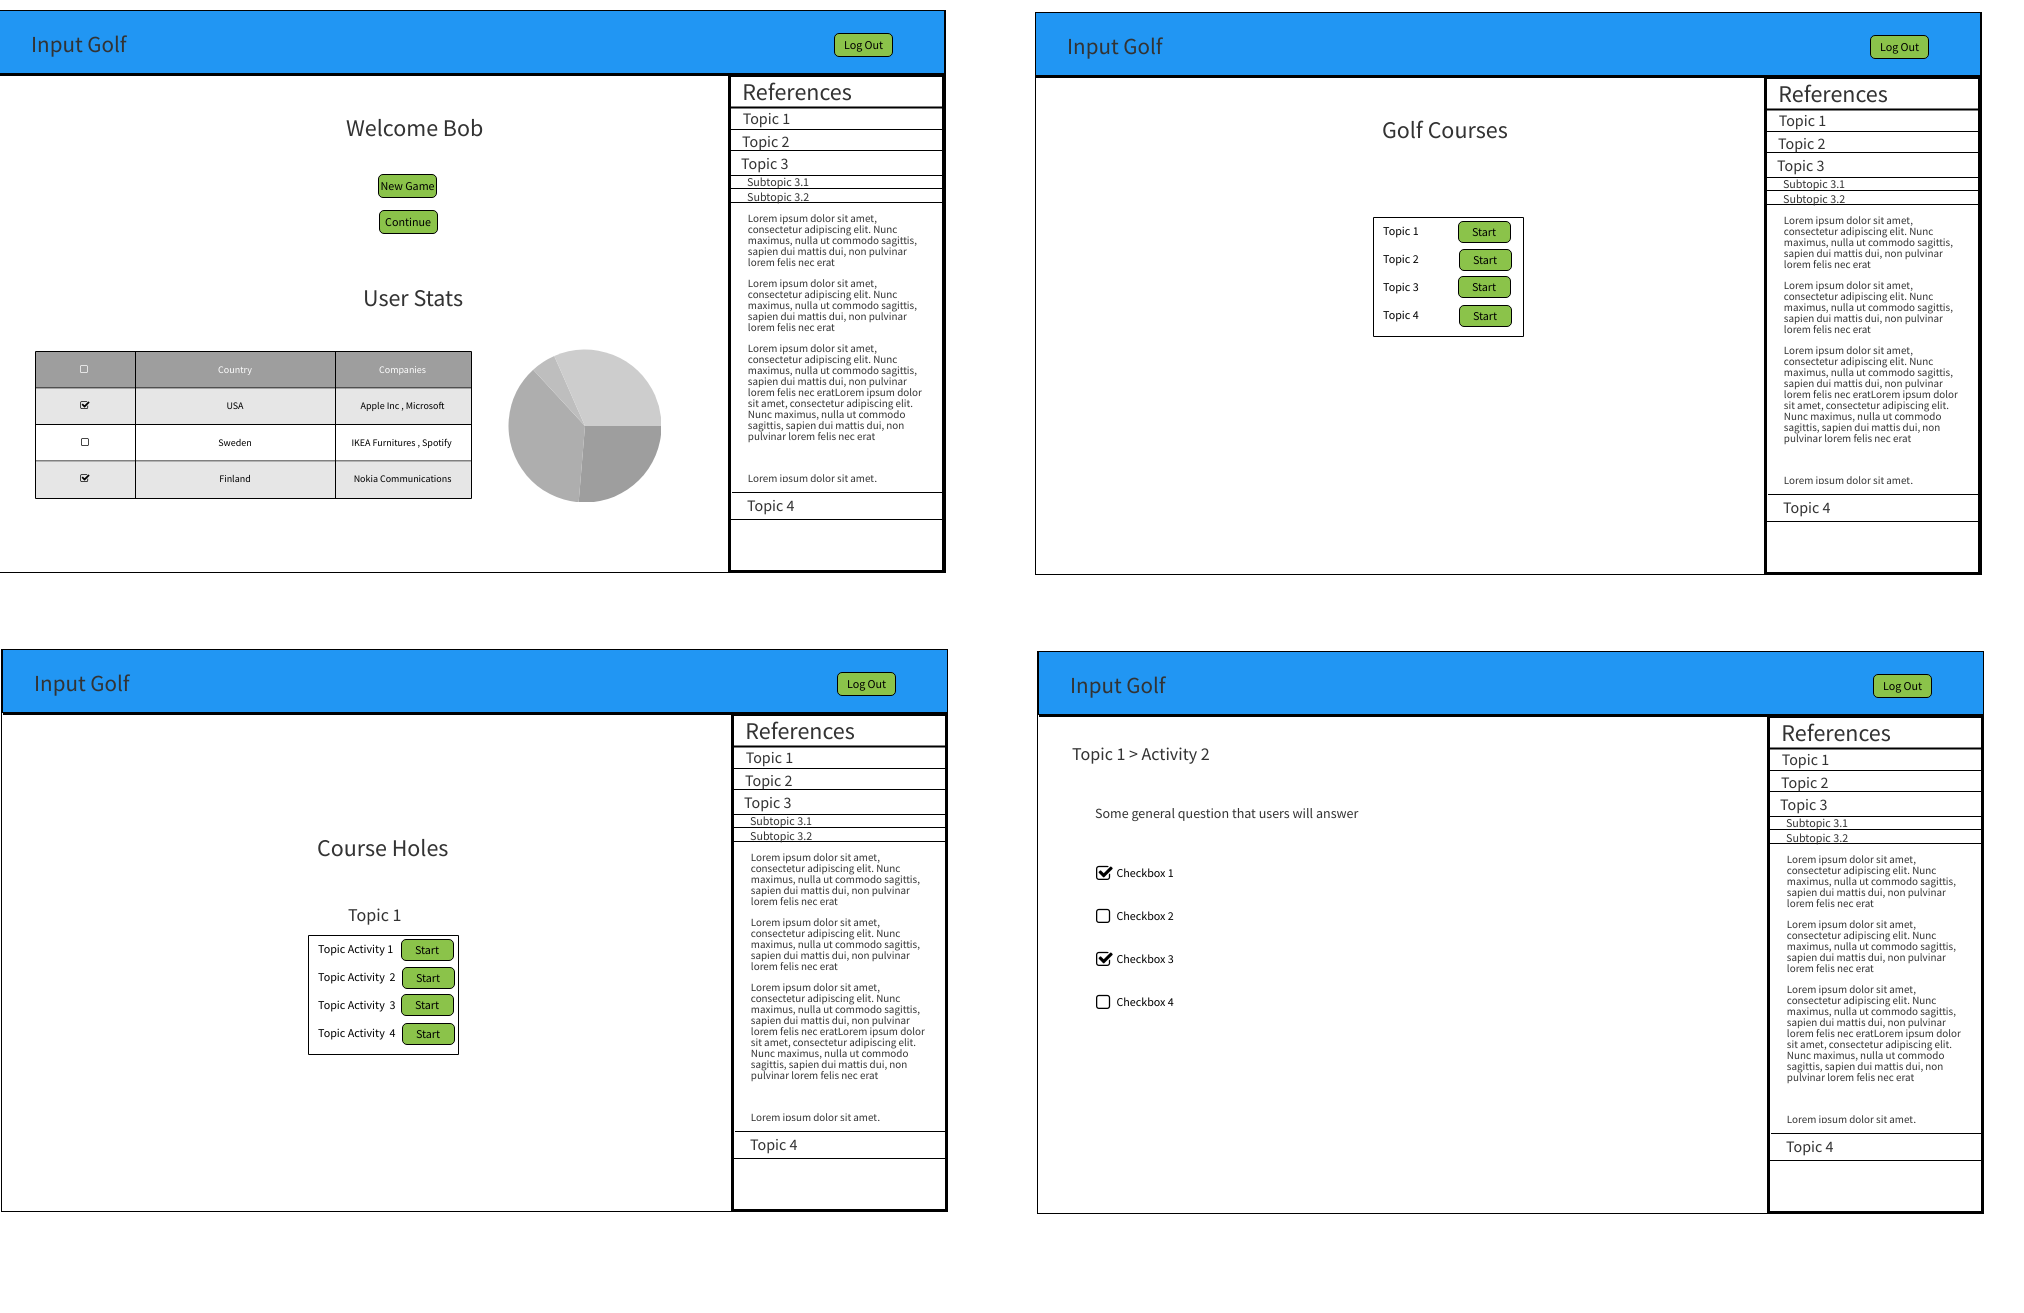 Input Golf
Log Out
Welcome Bob
New Game
Continue
User Stats
Country Companies
USA Apple Inc , Microsoft
Sweden IKEA Furnitures , Spotify
Finland Nokia Communications
References
Topic 1
Topic 2
Topic 3
Subtopic 3.1
Subtopic 3.2
Lorem ipsum dolor sit amet,
consectetur adipiscing elit. Nunc
maximus, nulla ut commodo sagittis,
sapien dui mattis dui, non pulvinar
lorem felis nec erat
Lorem ipsum dolor sit amet,
consectetur adipiscing elit. Nunc
maximus, nulla ut commodo sagittis,
sapien dui mattis dui, non pulvinar
lorem felis nec erat
Lorem ipsum dolor sit amet,
consectetur adipiscing elit. Nunc
maximus, nulla ut commodo sagittis,
sapien dui mattis dui, non pulvinar
lorem felis nec eratLorem ipsum dolor
sit amet, consectetur adipiscing elit.
Nunc maximus, nulla ut commodo
sagittis, sapien dui mattis dui, non
pulvinar lorem felis nec erat
Lorem ipsum dolor sit amet,
Topic 4
Input Golf
Log Out
Golf Courses
Topic 1 Start
Topic 2 Start
Topic 3 Start
Topic 4 Start
References
Topic 1
Topic 2
Topic 3
Subtopic 3.1
Subtopic 3.2
Lorem ipsum dolor sit amet,
consectetur adipiscing elit. Nunc
maximus, nulla ut commodo sagittis,
sapien dui mattis dui, non pulvinar
lorem felis nec erat
Lorem ipsum dolor sit amet,
consectetur adipiscing elit. Nunc
maximus, nulla ut commodo sagittis,
sapien dui mattis dui, non pulvinar
lorem felis nec erat
Lorem ipsum dolor sit amet,
consectetur adipiscing elit. Nunc
maximus, nulla ut commodo sagittis,
sapien dui mattis dui, non pulvinar
lorem felis nec eratLorem ipsum dolor
sit amet, consectetur adipiscing elit.
Nunc maximus, nulla ut commodo
sagittis, sapien dui mattis dui, non
pulvinar lorem felis nec erat
Lorem ipsum dolor sit amet,
Topic 4
Input Golf
Log Out
Course Holes
Topic 1
Topic Activity 1 Start
Topic Activity 2 Start
Topic Activity 3 Start
Topic Activity 4 Start
References
Topic 1
Topic 2
Topic 3
Subtopic 3.1
Subtopic 3.2
Lorem ipsum dolor sit amet,
consectetur adipiscing elit. Nunc
maximus, nulla ut commodo sagittis,
sapien dui mattis dui, non pulvinar
lorem felis nec erat
Lorem ipsum dolor sit amet,
consectetur adipiscing elit. Nunc
maximus, nulla ut commodo sagittis,
sapien dui mattis dui, non pulvinar
lorem felis nec erat
Lorem ipsum dolor sit amet,
consectetur adipiscing elit. Nunc
maximus, nulla ut commodo sagittis,
sapien dui mattis dui, non pulvinar
lorem felis nec eratLorem ipsum dolor
sit amet, consectetur adipiscing elit.
Nunc maximus, nulla ut commodo
sagittis, sapien dui mattis dui, non
pulvinar lorem felis nec erat
Lorem ipsum dolor sit amet,
Topic 4
Input Golf
Log Out
Topic 1 > Activity 2
Some general question that users will answer
Checkbox 1
Checkbox 2
Checkbox 3
Checkbox 4
References
Topic 1
Topic 2
Topic 3
Subtopic 3.1
Subtopic 3.2
Lorem ipsum dolor sit amet,
consectetur adipiscing elit. Nunc
maximus, nulla ut commodo sagittis,
sapien dui mattis dui, non pulvinar
lorem felis nec erat
Lorem ipsum dolor sit amet,
consectetur adipiscing elit. Nunc
maximus, nulla ut commodo sagittis,
sapien dui mattis dui, non pulvinar
lorem felis nec erat
Lorem ipsum dolor sit amet,
consectetur adipiscing elit. Nunc
maximus, nulla ut commodo sagittis,
sapien dui mattis dui, non pulvinar
lorem felis nec eratLorem ipsum dolor
sit amet, consectetur adipiscing elit.
Nunc maximus, nulla ut commodo
sagittis, sapien dui mattis dui, non
pulvinar lorem felis nec erat
Lorem ipsum dolor sit amet,
Topic 4